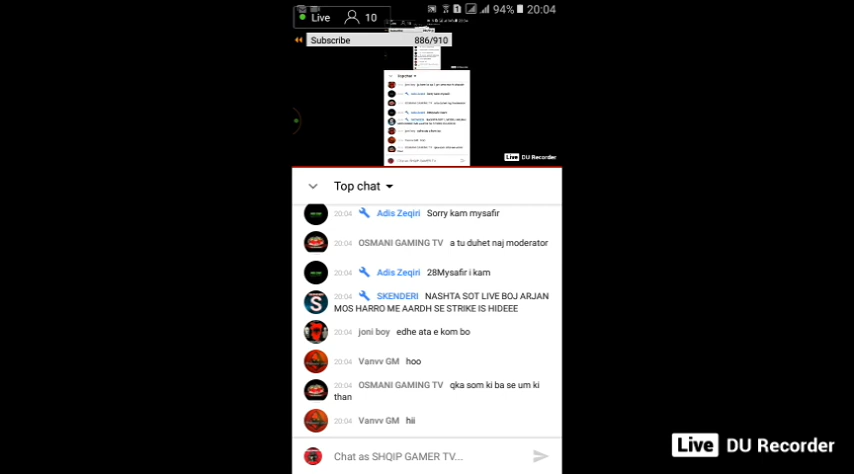 Live 10
94% 20:04
Subscribe 886/910
Top chat
Live DU Recorder
Top chat
20:04 Adis Zeqiri Sorry kam mysafir
20:04 OSMANI GAMING TV a tu duhet naj moderator
20:04 Adis Zeqiri 28Mysafir i kam
20:04 SKENDERI NASHTA SOT LIVE BOJ ARJAN
MOS HARRO ME AARDH SE STRIKE IS HIDEEE
20:04 joni boy edhe ata e kom bo
20:04 Vanvv GM hoo
20:04 OSMANI GAMING TV qka som ki ba se um ki
than
20:04 Vanvv GM hii
Chat as SHQIP GAMER TV...
Live DU Recorder